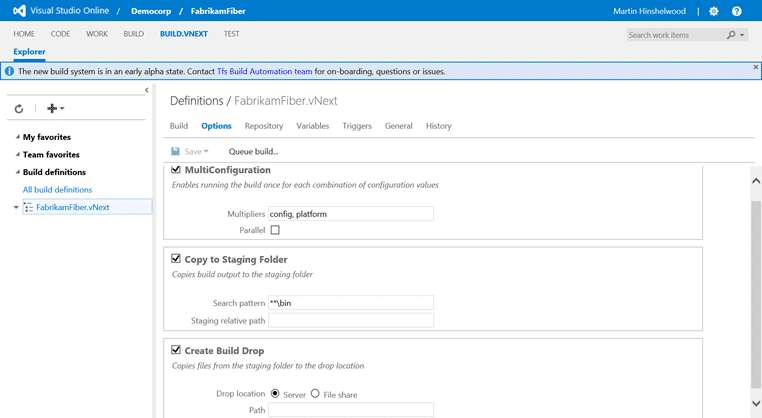 Visual Studio Online / Democorp / FabrikamFiber Martin Hinshelwood
HOME CODE WORK BUILD BUILD.VNEXT TEST Search work items
Explorer
The new build system is in an early alpha state. Contact Tfs Build Automation team for on-boarding, questions or issues.
Definitions / FabrikamFiber.vNext
Build Options Repository Variables Triggers General History
Save Queue build...
My favorites
Team favorites
Build definitions
All build definitions
FabrikamFiber.vNext
MultiConfiguration
Enables running the build once for each combination of configuration values
Multipliers config, platform
Parallel
Copy to Staging Folder
Copies build output to the staging folder
Search pattern **\bin
Staging relative path
Create Build Drop
Copies files from the staging folder to the drop location
Drop location Server File share
Path